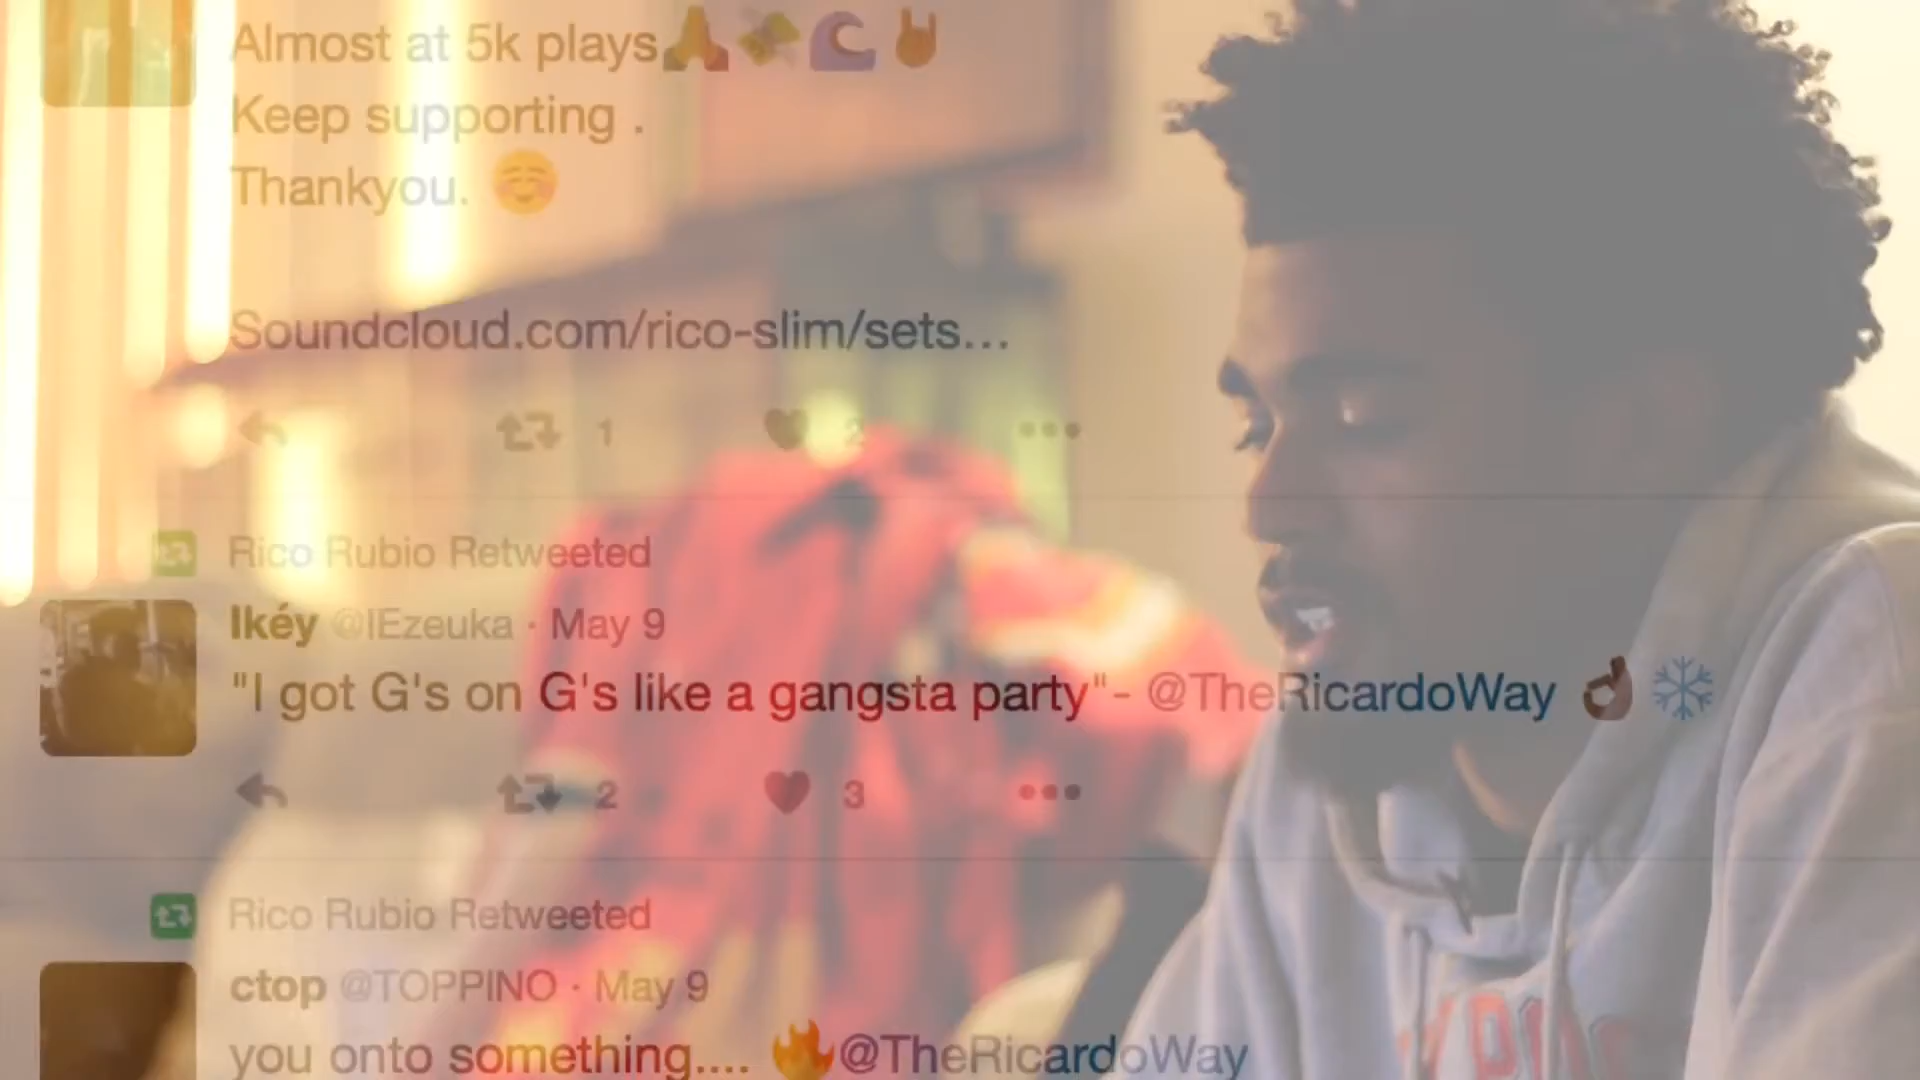 Almost at 5k plays🙏💸🌊🤘
Keep supporting .
Thankyou. ☺️
Soundcloud.com/rico-slim/sets...
1 2
Rico Rubio Retweeted
Ikéy @IEzeuka · May 9
"I got G's on G's like a gangsta party"- @TheRicardoWay 👌🏿 ❄️
2 3
Rico Rubio Retweeted
ctop @TOPPINO · May 9
you onto something.... 🔥@TheRicardoWay